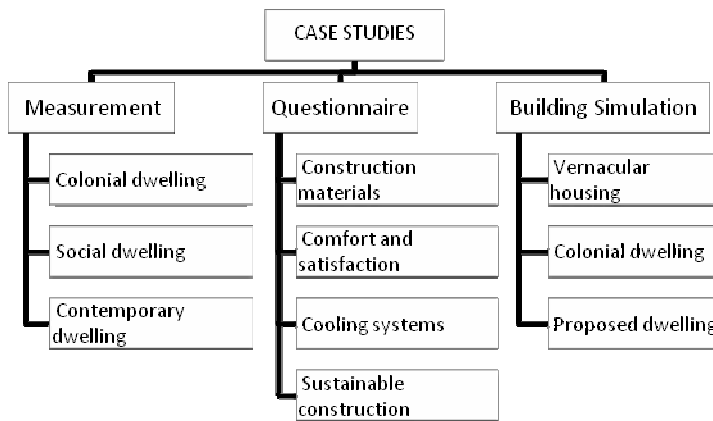 CASE STUDIES
Measurement
Questionnaire
Building Simulation
Colonial dwelling
Social dwelling
Contemporary
dwelling
Construction
materials
Comfort and
satisfaction
Cooling systems
Sustainable
construction
Vernacular
housing
Colonial dwelling
Proposed dwelling